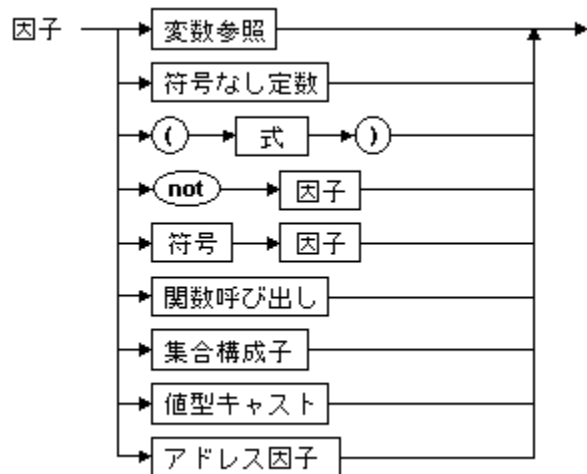 因子 変数参照
符号なし定数
( 式 )
not 因子
符号 因子
関数呼び出し
集合構成子
値型キャスト
アドレス因子